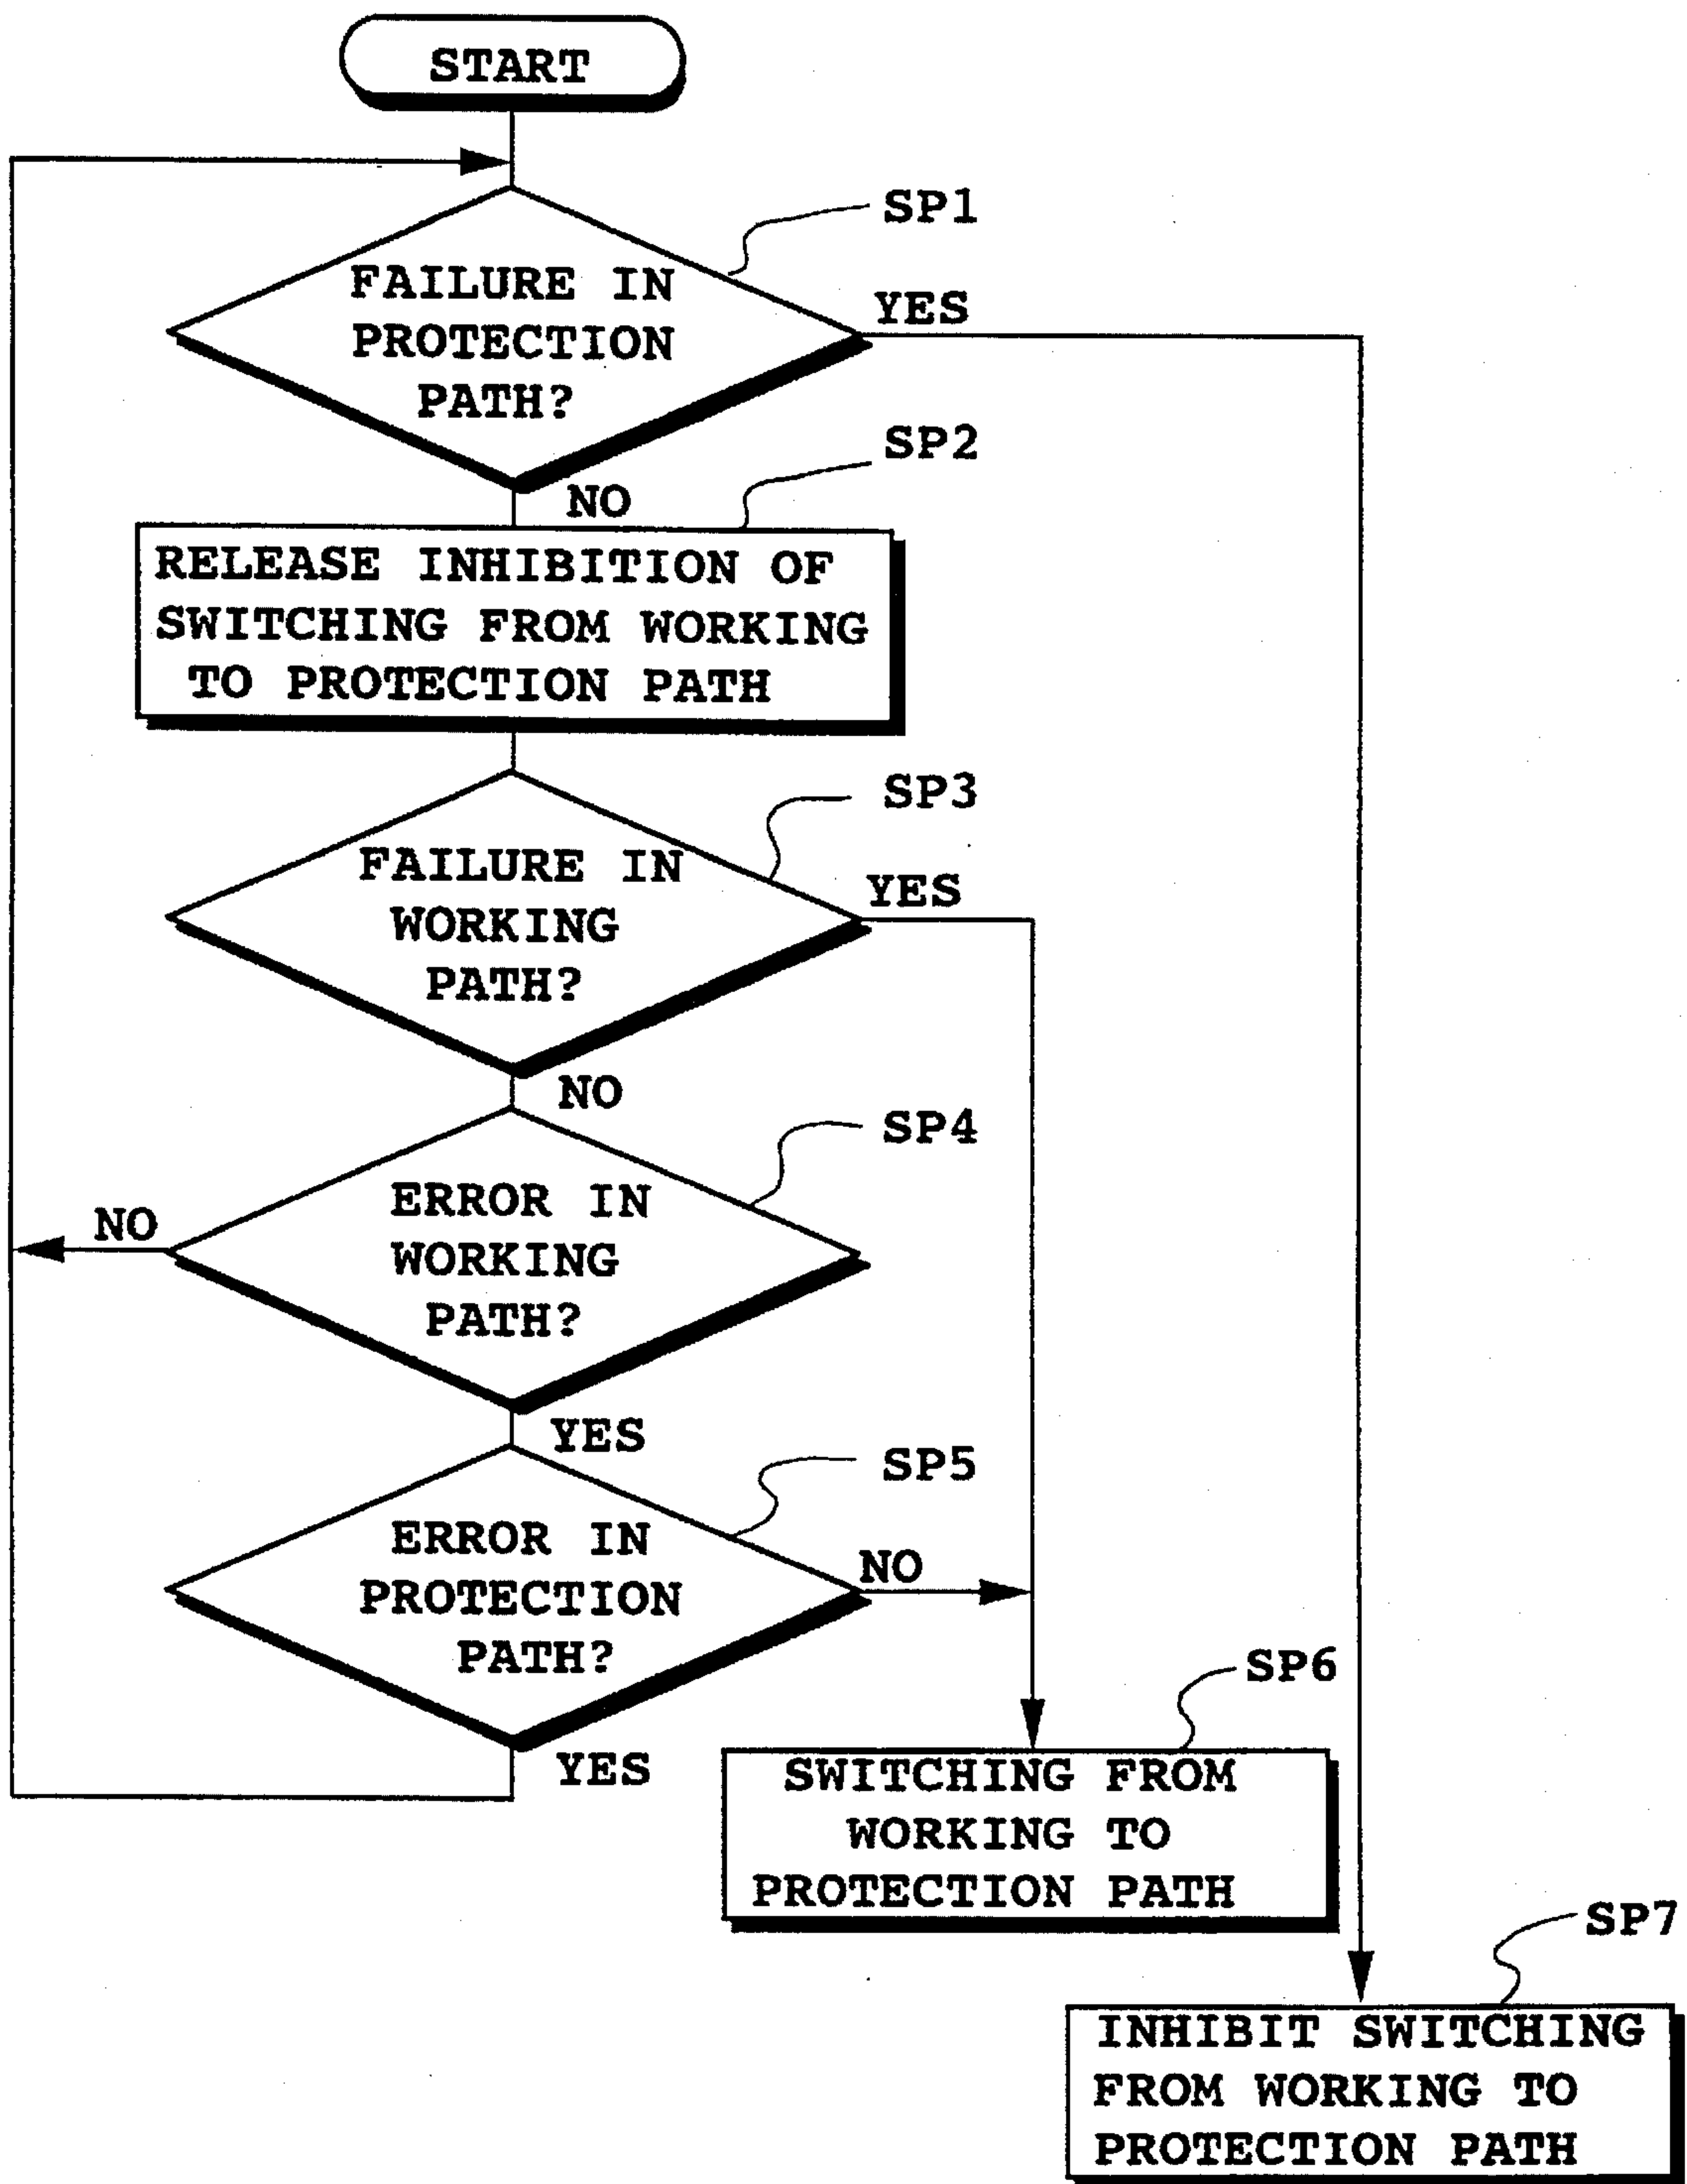 START
SP1
FAILURE IN
PROTECTION
PATH?
YES
SP2
NO
RELEASE INHIBITION OF
SWITCHING FROM WORKING
TO PROTECTION PATH
SP3
FAILURE IN
WORKING
PATH?
YES
NO
SP4
ERROR IN
WORKING
PATH?
NO
YES
SP5
ERROR IN
PROTECTION
PATH?
NO
YES
SP6
SWITCHING FROM
WORKING TO
PROTECTION PATH
SP7
INHIBIT SWITCHING
FROM WORKING TO
PROTECTION PATH